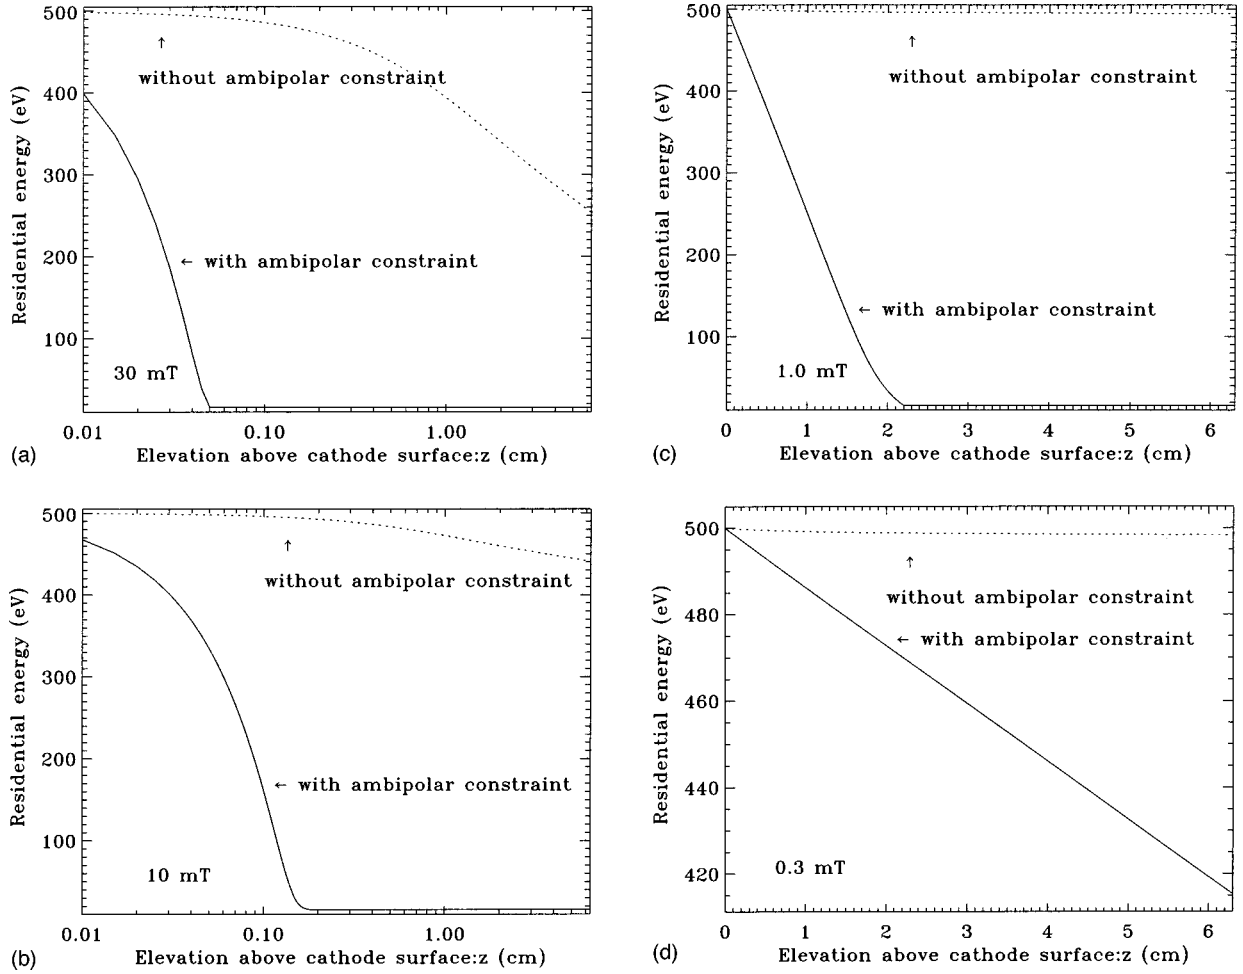 500
400
300
200
100
Residential energy (eV)
↑
without ambipolar constraint
← with ambipolar constraint
30 mT
0.01 0.10 1.00
(a) Elevation above cathode surface:z (cm)
500
400
300
200
100
Residential energy (eV)
↑
without ambipolar constraint
← with ambipolar constraint
10 mT
0.01 0.10 1.00
(b) Elevation above cathode surface:z (cm)
500
400
300
200
100
Residential energy (eV)
↑
without ambipolar constraint
← with ambipolar constraint
1.0 mT
0 1 2 3 4 5 6
(c) Elevation above cathode surface:z (cm)
500
480
460
440
420
Residential energy (eV)
↑
without ambipolar constraint
← with ambipolar constraint
0.3 mT
0 1 2 3 4 5 6
(d) Elevation above cathode surface:z (cm)